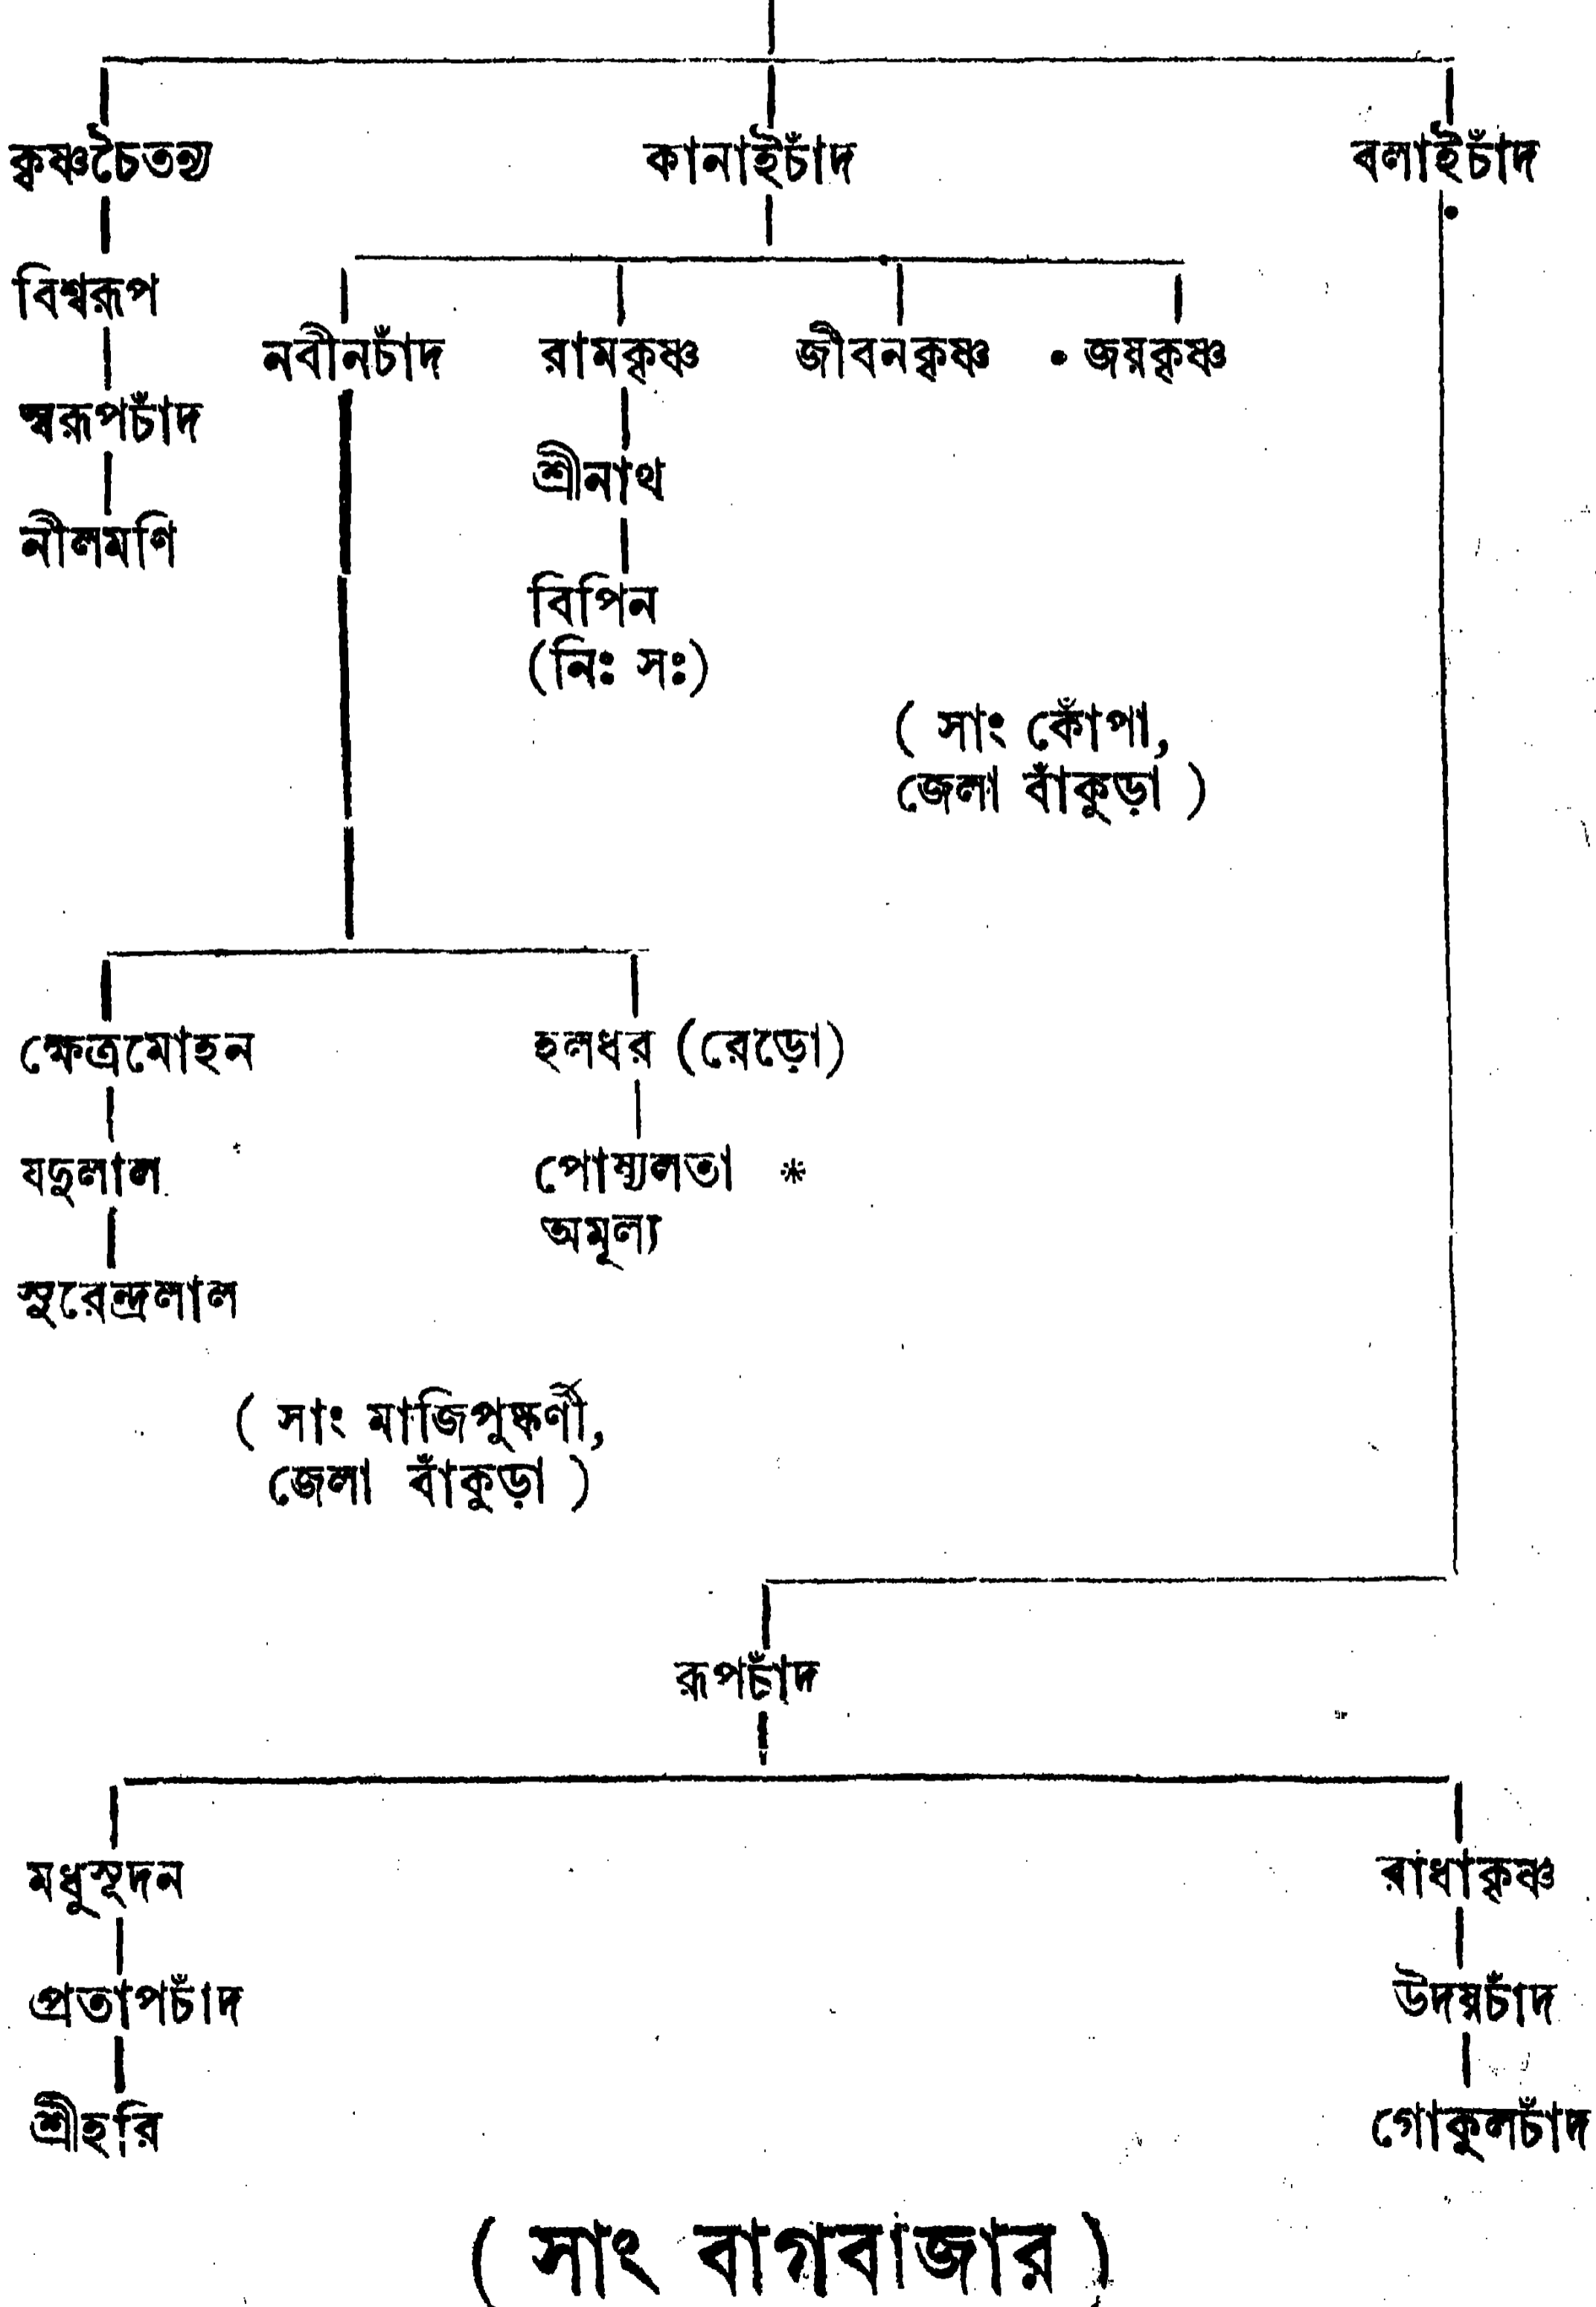 কৃষ্ণচৈতন্য কানাইচাঁদ বলাইচাঁদ
বিশ্বরূপ
নবীনচাঁদ রামকৃষ্ণ জীবনকৃষ্ণ • জয়কৃষ্ণ
স্বরূপচাঁদ
শ্রীনাথ
নীলমণি
বিপিন
(নিঃ সঃ)
( সাং কোঁপা,
জেলা বাঁকুড়া )
ক্ষেত্রমোহন হলধর (রেড়ো)
যদুলাল পোষ্যলতা *
অমূল্য
সুরেন্দ্রলাল
( সাং মাজিপুষ্কর্ণী,
জেলা বাঁকুড়া )
রূপচাঁদ
মধুসূদন রাধাকৃষ্ণ
প্রতাপচাঁদ উদয়চাঁদ
শ্রীহরি গোকুলচাঁদ
( সাং বাগবাজার )